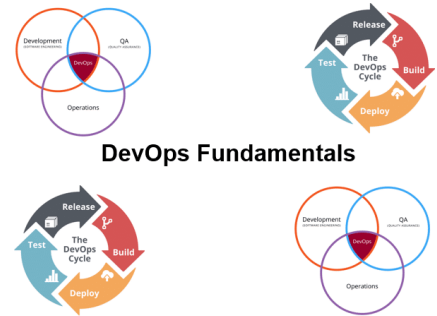 Development
(SOFTWARE ENGINEERING)
QA
(QUALITY ASSURANCE)
DevOps
Operations
Release
Test
The
DevOps
Cycle
Build
Deploy
DevOps Fundamentals
Release
Test
The
DevOps
Cycle
Build
Deploy
Development
(SOFTWARE ENGINEERING)
QA
(QUALITY ASSURANCE)
DevOps
Operations